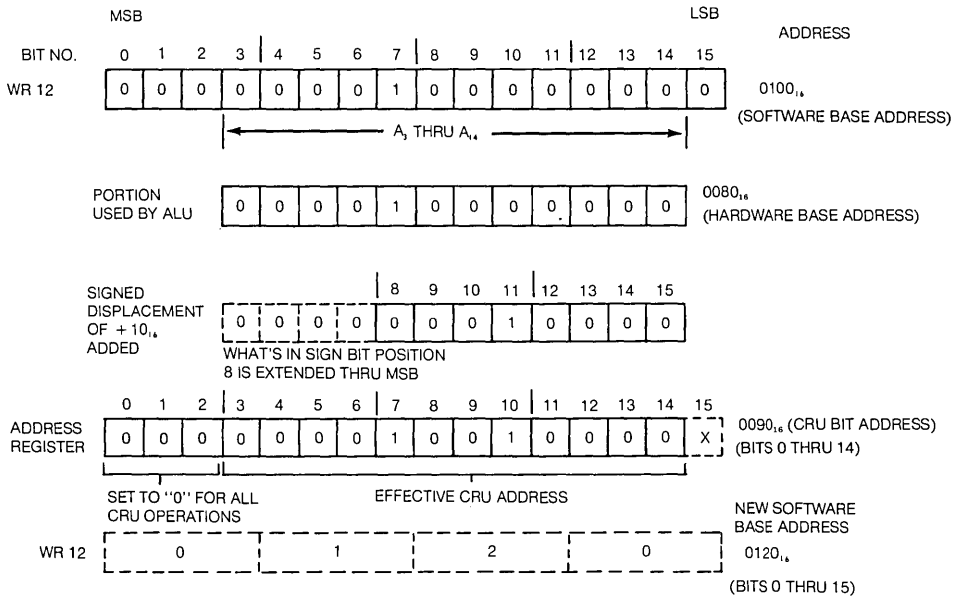 MSB LSB
ADDRESS
BIT NO. 0 1 2 3 4 5 6 7 8 9 10 11 12 13 14 15
WR 12 0 0 0 0 0 0 0 1 0 0 0 0 0 0 0 0 0100₁₆
(SOFTWARE BASE ADDRESS)
A₃ THRU A₁₄
PORTION
USED BY ALU
0 0 0 0 1 0 0 0 0 0 0 0
0080₁₆
(HARDWARE BASE ADDRESS)
8 9 10 11 12 13 14 15
SIGNED
DISPLACEMENT
OF + 10₁₆
ADDED
0 0 0 0 0 0 0 1 0 0 0 0
WHAT'S IN SIGN BIT POSITION
8 IS EXTENDED THRU MSB
0 1 2 3 4 5 6 7 8 9 10 11 12 13 14 15
ADDRESS
REGISTER
0 0 0 0 0 0 0 1 0 0 1 0 0 0 0 X
0090₁₆ (CRU BIT ADDRESS)
(BITS 0 THRU 14)
SET TO "0" FOR ALL
CRU OPERATIONS
EFFECTIVE CRU ADDRESS
NEW SOFTWARE
BASE ADDRESS
WR 12 0 1 2 0 0120₁₆
(BITS 0 THRU 15)